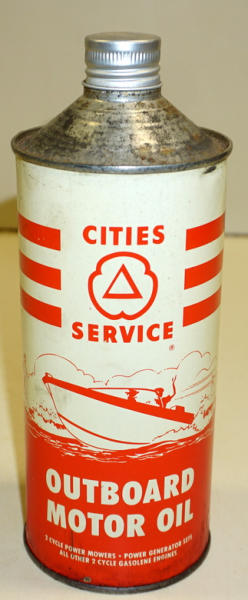 CITIES
SERVICE
®
OUTBOARD
MOTOR OIL
2 CYCLE POWER MOWERS • POWER GENERATOR SETS
ALL OTHER 2 CYCLE GASOLENE ENGINES